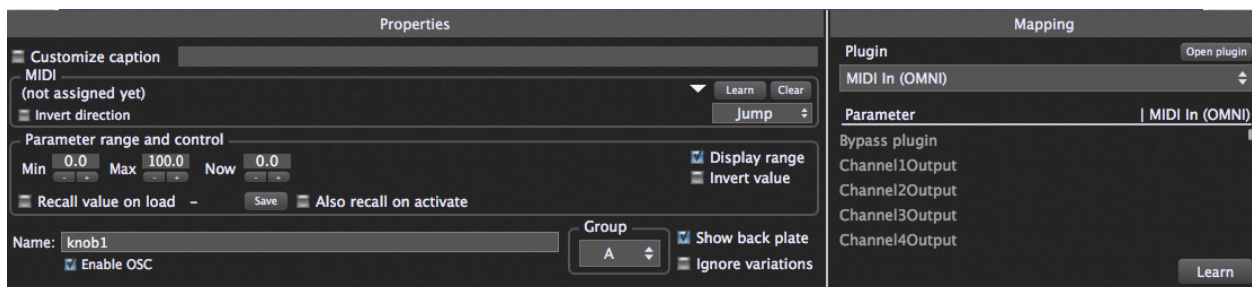 Properties
Customize caption
MIDI
(not assigned yet)
Learn Clear
Invert direction
Jump
Parameter range and control
Min 0.0 Max 100.0 Now 0.0
- + - + - +
Display range
Invert value
Recall value on load – Save Also recall on activate
Name: knob1
Enable OSC
Group
A
Show back plate
Ignore variations
Mapping
Plugin Open plugin
MIDI In (OMNI)
Parameter | MIDI In (OMNI)
Bypass plugin
Channel1Output
Channel2Output
Channel3Output
Channel4Output
Learn